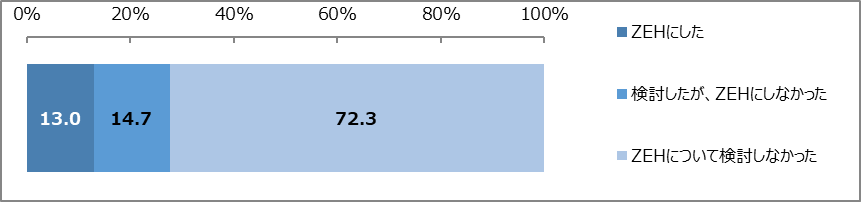 0% 20% 40% 60% 80% 100%
ZEHにした
検討したが、ZEHにしなかった
13.0 14.7 72.3
ZEHについて検討しなかった